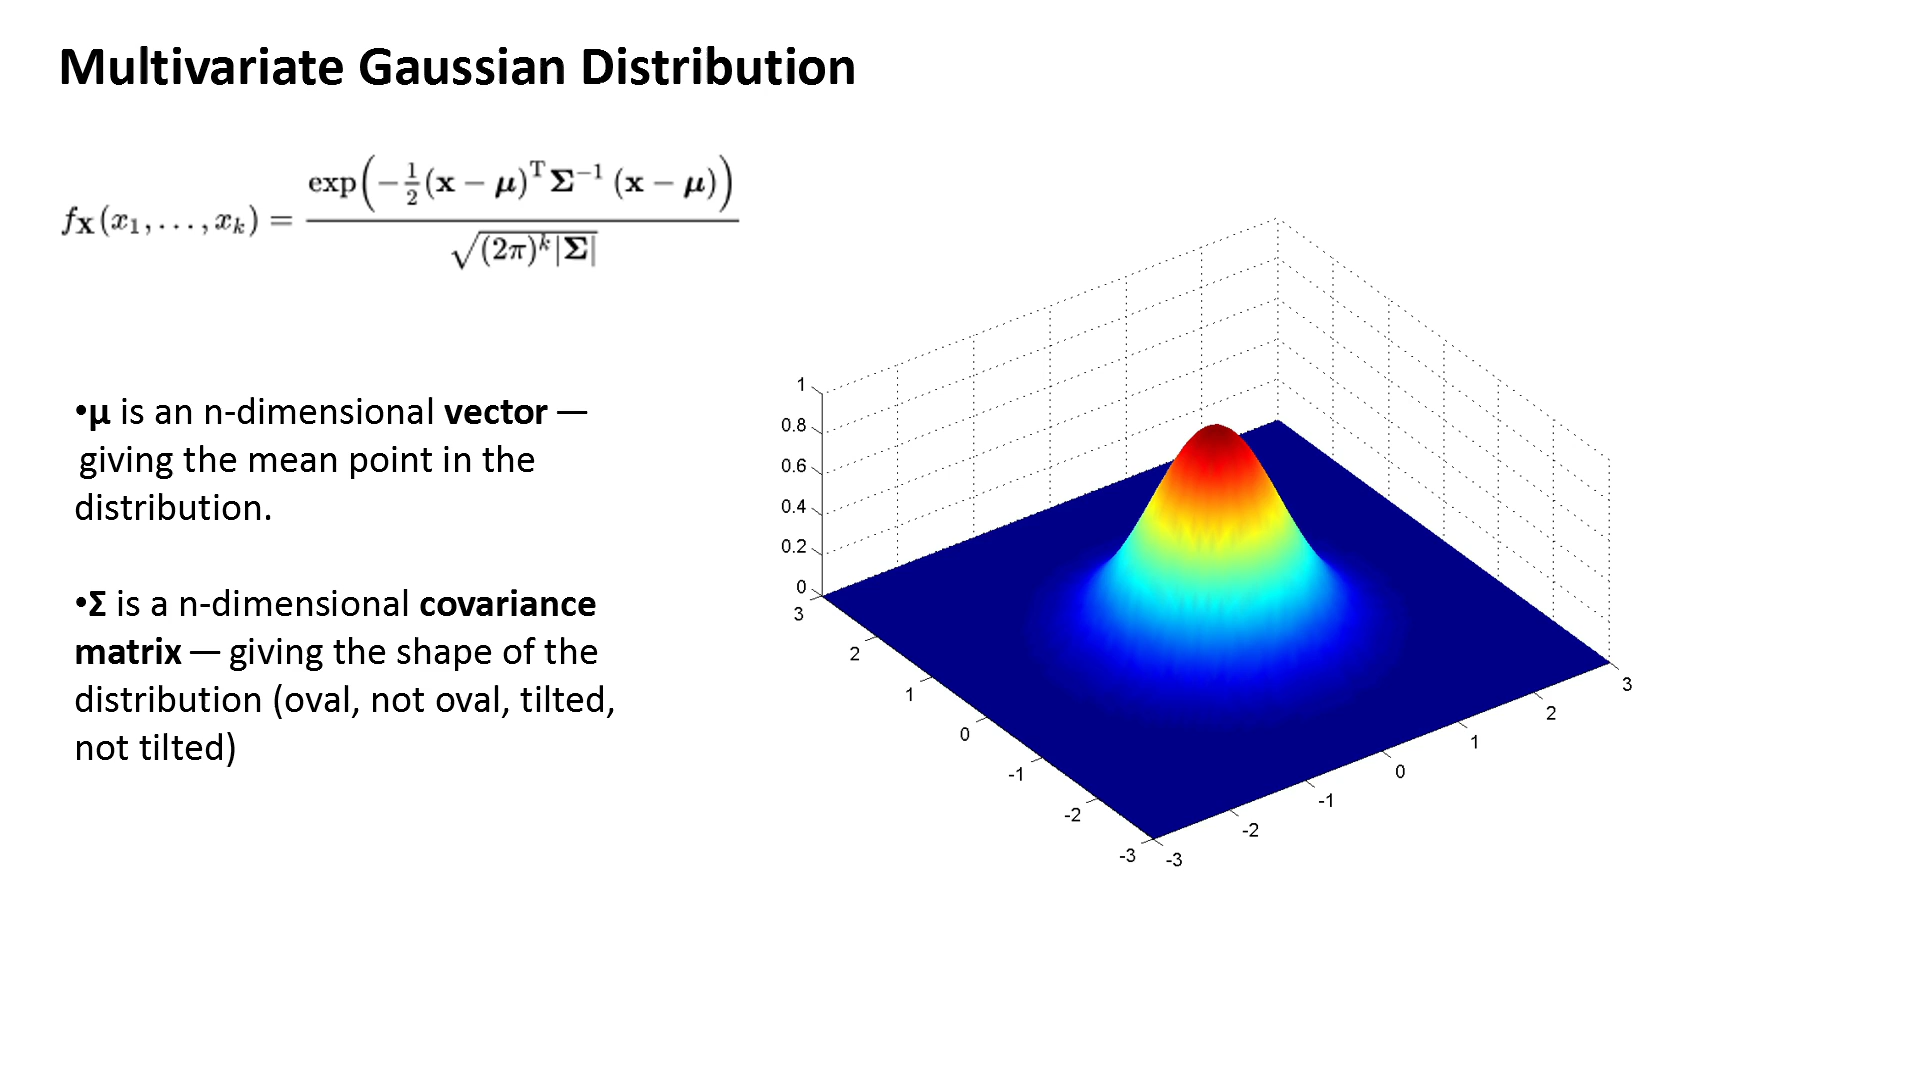 Multivariate Gaussian Distribution
exp(−½(x − μ)ᵀ Σ⁻¹ (x − μ))
f_X(x₁, . . . , x_k) =
√((2π)ᵏ|Σ|)
•μ is an n-dimensional vector —
giving the mean point in the
distribution.
•Σ is a n-dimensional covariance
matrix — giving the shape of the
distribution (oval, not oval, tilted,
not tilted)
1
0.8
0.6
0.4
0.2
0
3
2
1
0
-1
-2
-3
-3
-2
-1
0
1
2
3